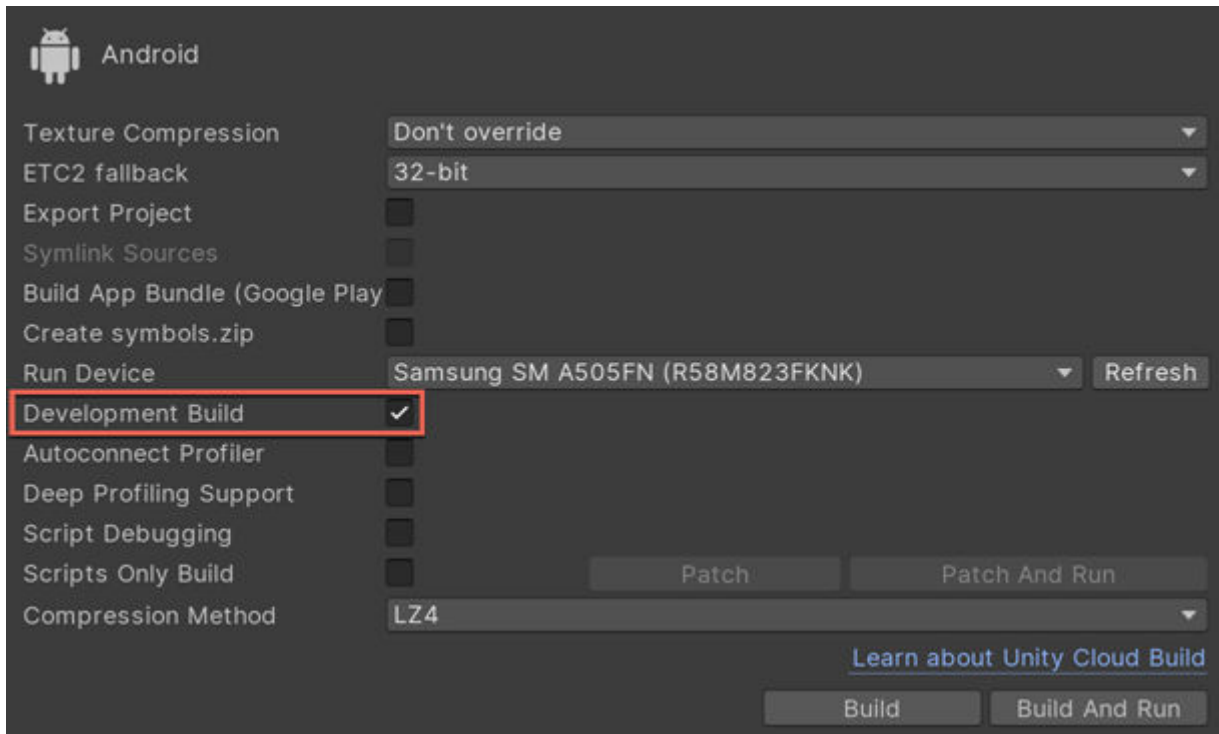 Android
Texture Compression Don't override
ETC2 fallback 32-bit
Export Project
Symlink Sources
Build App Bundle (Google Play
Create symbols.zip
Run Device Samsung SM A505FN (R58M823FKNK) Refresh
Development Build
Autoconnect Profiler
Deep Profiling Support
Script Debugging
Scripts Only Build Patch Patch And Run
Compression Method LZ4
Learn about Unity Cloud Build
Build Build And Run